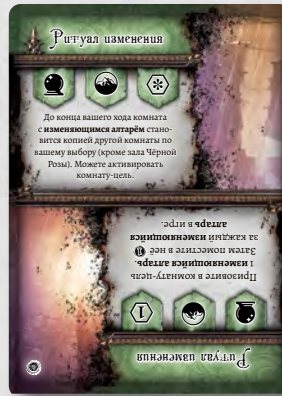 Ритуал изменения
До конца вашего хода комната
с изменяющимся алтарём стано-
вится копией другой комнаты по
вашему выбору (кроме зала Чёрной
Розы). Можете активировать
комнату-цель.
Ритуал изменения
1
Призовите в комнату-цель
1 изменяющийся алтарь.
Затем поместите в неё
за каждый изменяющийся
алтарь в игре.